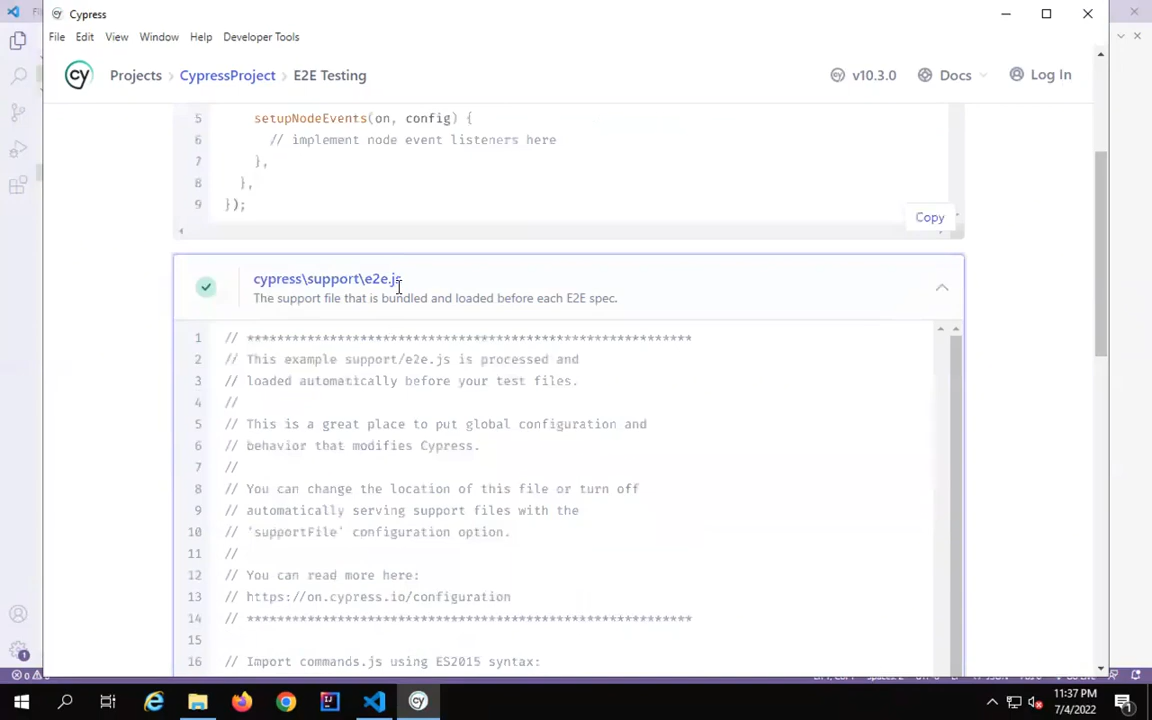 Cypress
File Edit View Window Help Developer Tools
cy Projects CypressProject E2E Testing v10.3.0 Docs Log In
5 setupNodeEvents(on, config) {
6 // implement node event listeners here
7 },
8 },
9 });
Copy
cypress\support\e2e.js
The support file that is bundled and loaded before each E2E spec.
1 // ***********************************************************
2 // This example support/e2e.js is processed and
3 // loaded automatically before your test files.
4 //
5 // This is a great place to put global configuration and
6 // behavior that modifies Cypress.
7 //
8 // You can change the location of this file or turn off
9 // automatically serving support files with the
10 // 'supportFile' configuration option.
11 //
12 // You can read more here:
13 // https://on.cypress.io/configuration
14 // ***********************************************************
15
16 // Import commands.js using ES2015 syntax:
11:37 PM
7/4/2022